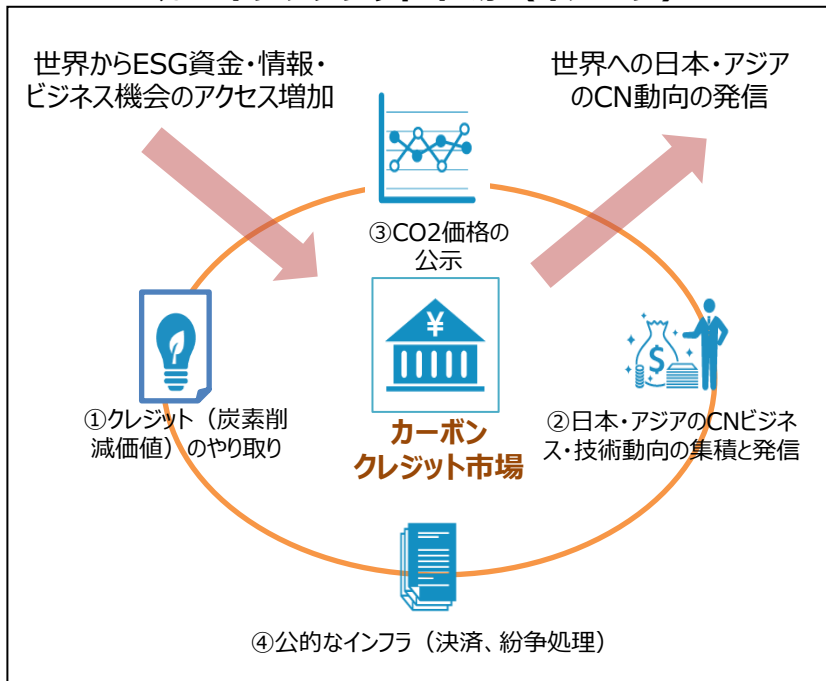 世界からESG資金・情報・
ビジネス機会のアクセス増加
世界への日本・アジア
のCN動向の発信
③CO2価格の
公示
¥
$
①クレジット（炭素削
減価値）のやり取り
カーボン
クレジット市場
②日本・アジアのCNビジネ
ス・技術動向の集積と発信
④公的なインフラ（決済、紛争処理）